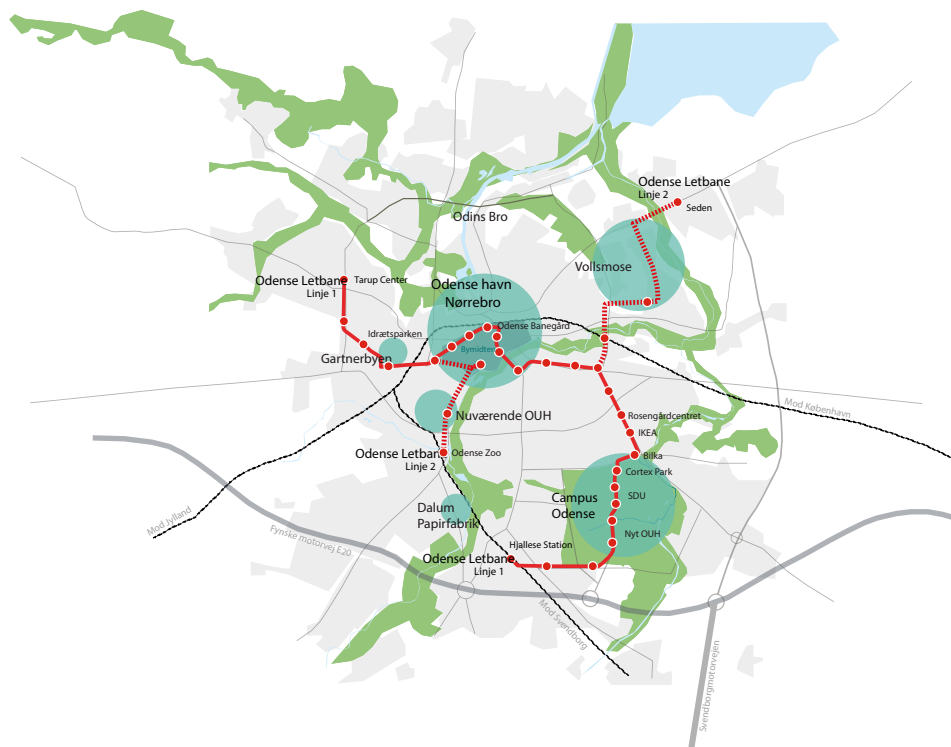 Odense Letbane
Linje 2
Seden
Odins Bro
Vollsmose
Odense Letbane
Linje 1
Tarup Center
Odense havn
Nørrebro
Idrætsparken
Odense Banegård
Bymidten
Gartnerbyen
Mod København
Nuværende OUH
Rosengårdcentret
IKEA
Odense Letbane
Linje 2
Odense Zoo
Bilka
Cortex Park
Campus
Odense
SDU
Dalum
Papirfabrik
Mod Jylland
Fynske motorvej E20
Nyt OUH
Hjallese Station
Odense Letbane
Linje 1
Mod Svendborg
Svendborgmotorvejen